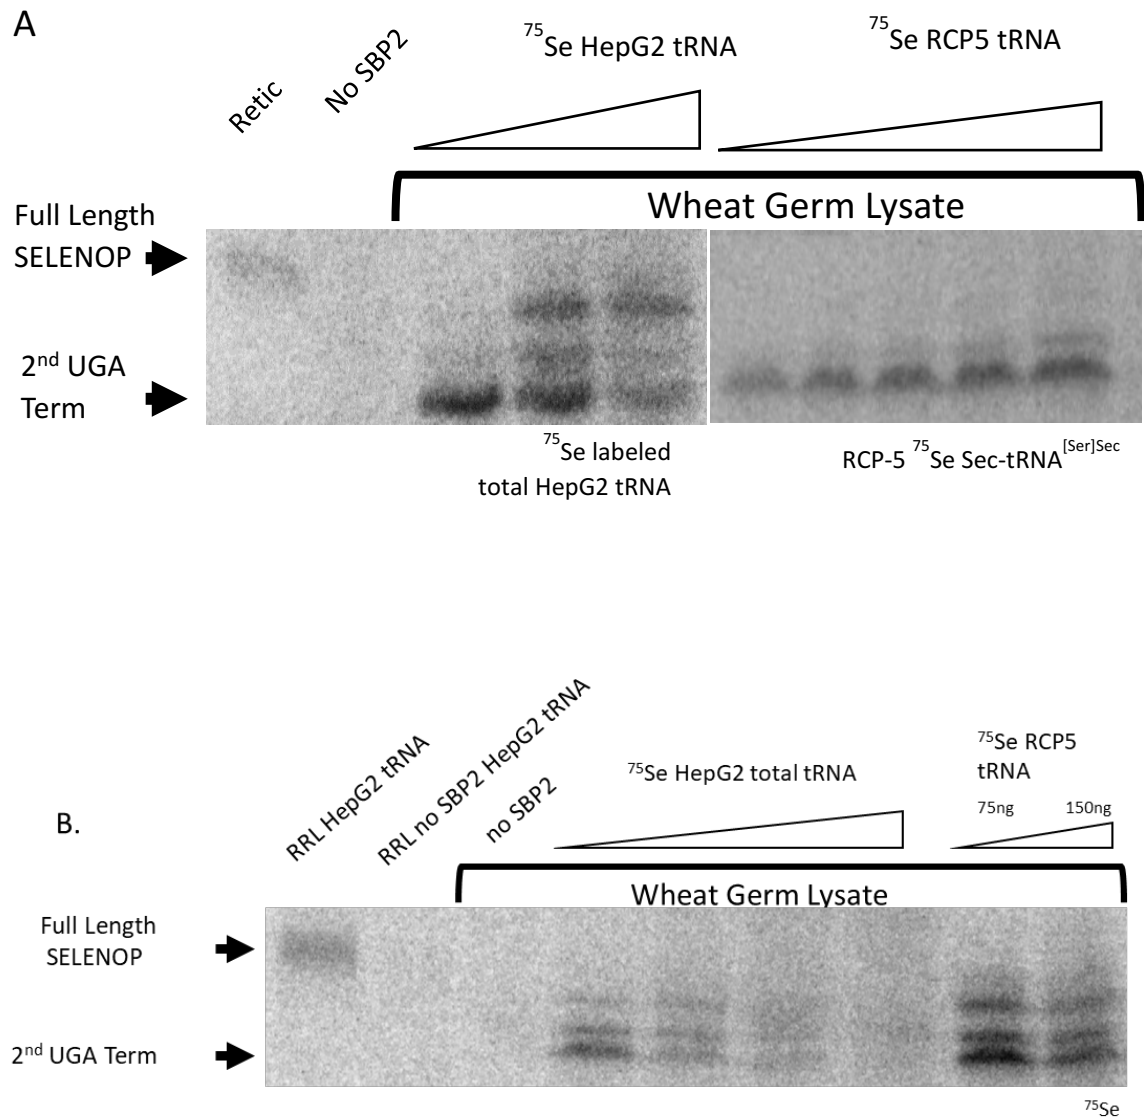 A
Retic
No SBP2
⁷⁵Se HepG2 tRNA
⁷⁵Se RCP5 tRNA
Wheat Germ Lysate
Full Length
SELENOP
2ⁿᵈ UGA
Term
⁷⁵Se labeled
total HepG2 tRNA
RCP-5 ⁷⁵Se Sec-tRNA[Ser]Sec
B.
RRL HepG2 tRNA
RRL no SBP2 HepG2 tRNA
no SBP2
⁷⁵Se HepG2 total tRNA
⁷⁵Se RCP5
tRNA
75ng 150ng
Wheat Germ Lysate
Full Length
SELENOP
2ⁿᵈ UGA Term
⁷⁵Se